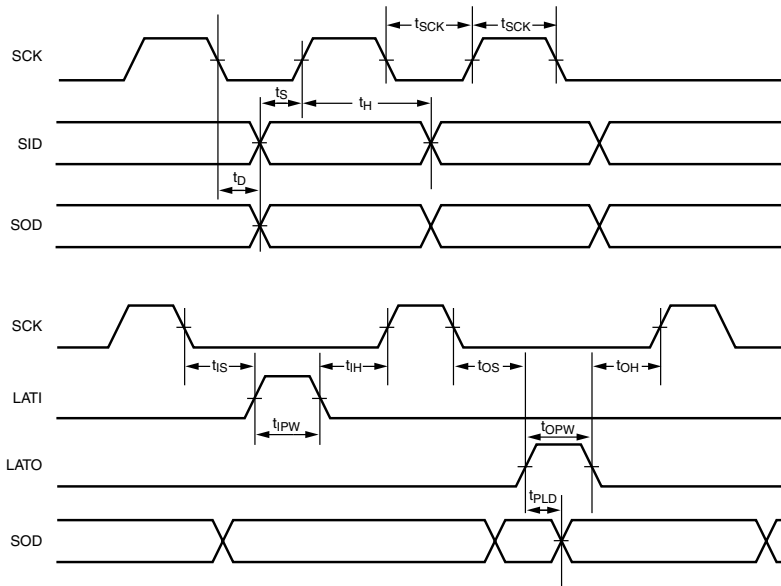 SCK
tSCK
tSCK
tS
tH
SID
tD
SOD
SCK
tIS
tIH
tOS
tOH
LATI
tIPW
tOPW
LATO
tPLD
SOD